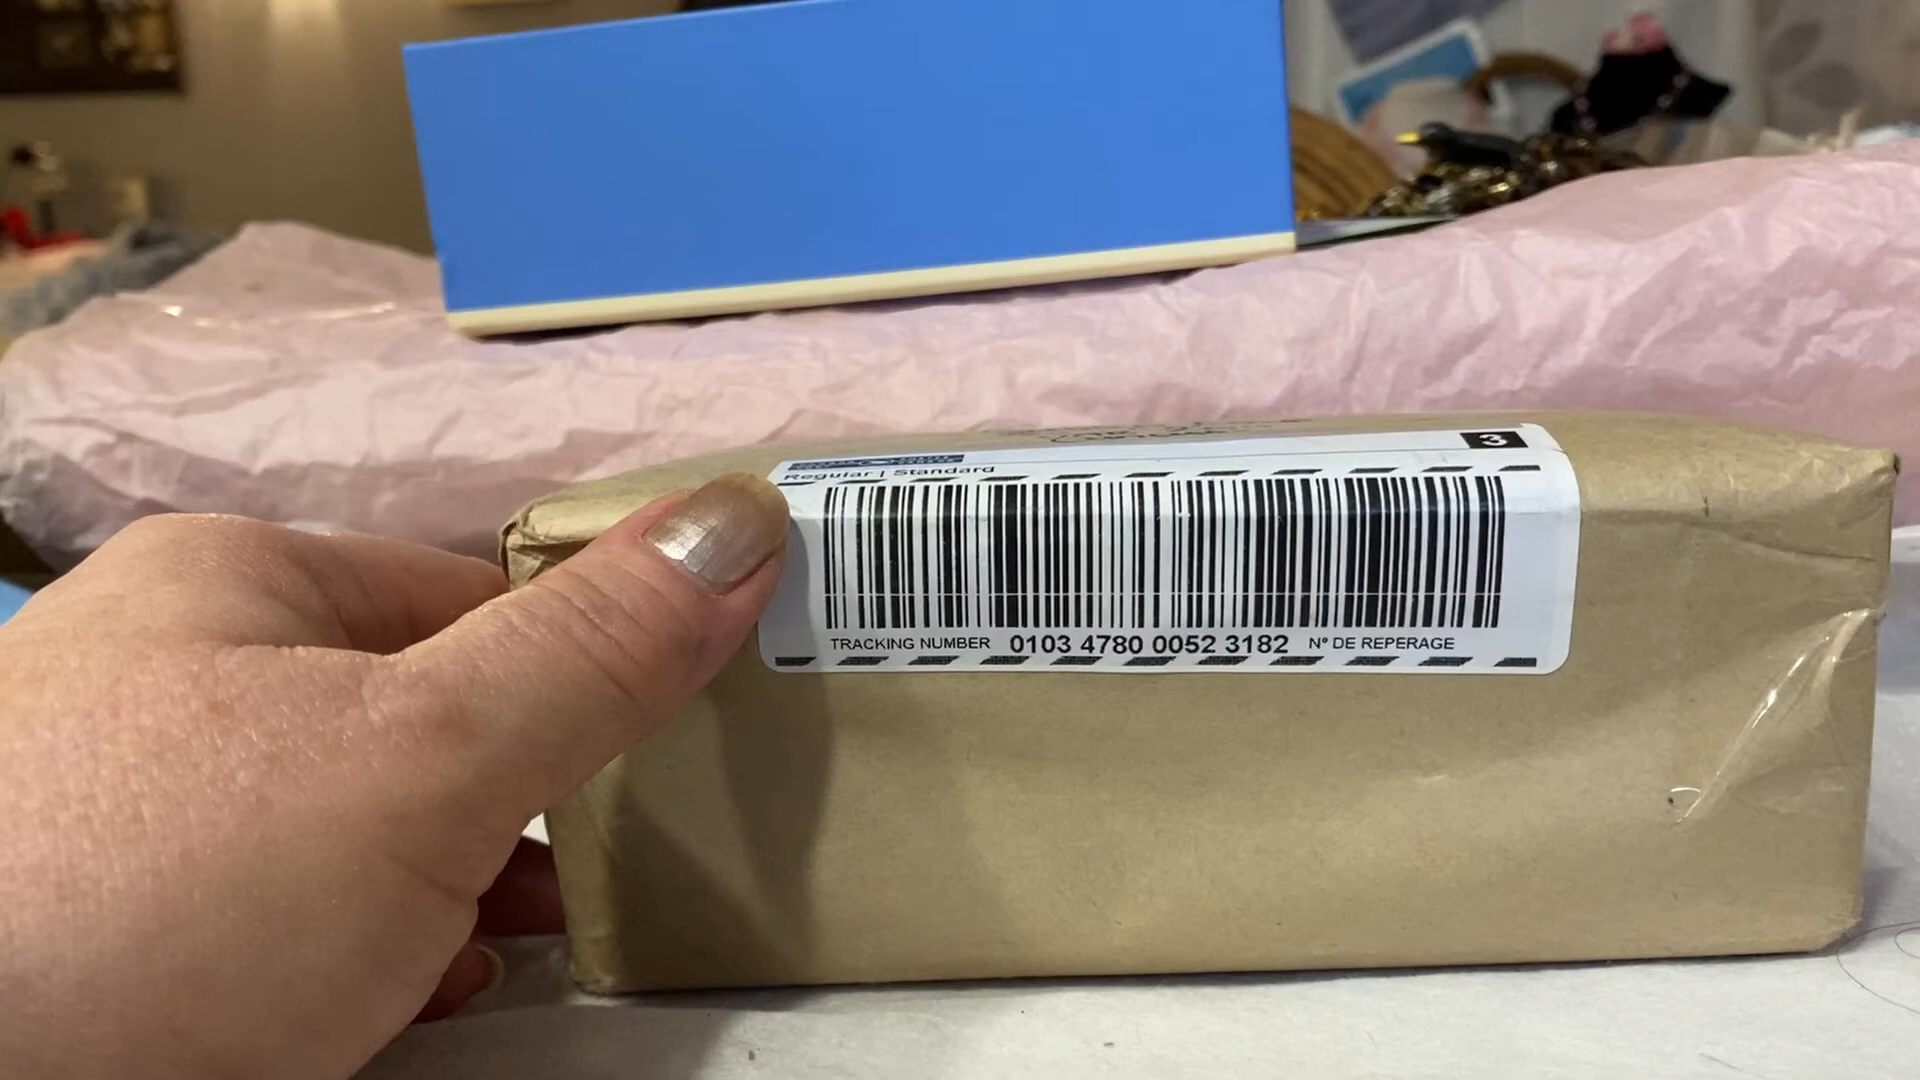 3
Regular | Standard
TRACKING NUMBER 0103 4780 0052 3182 Nº DE REPERAGE